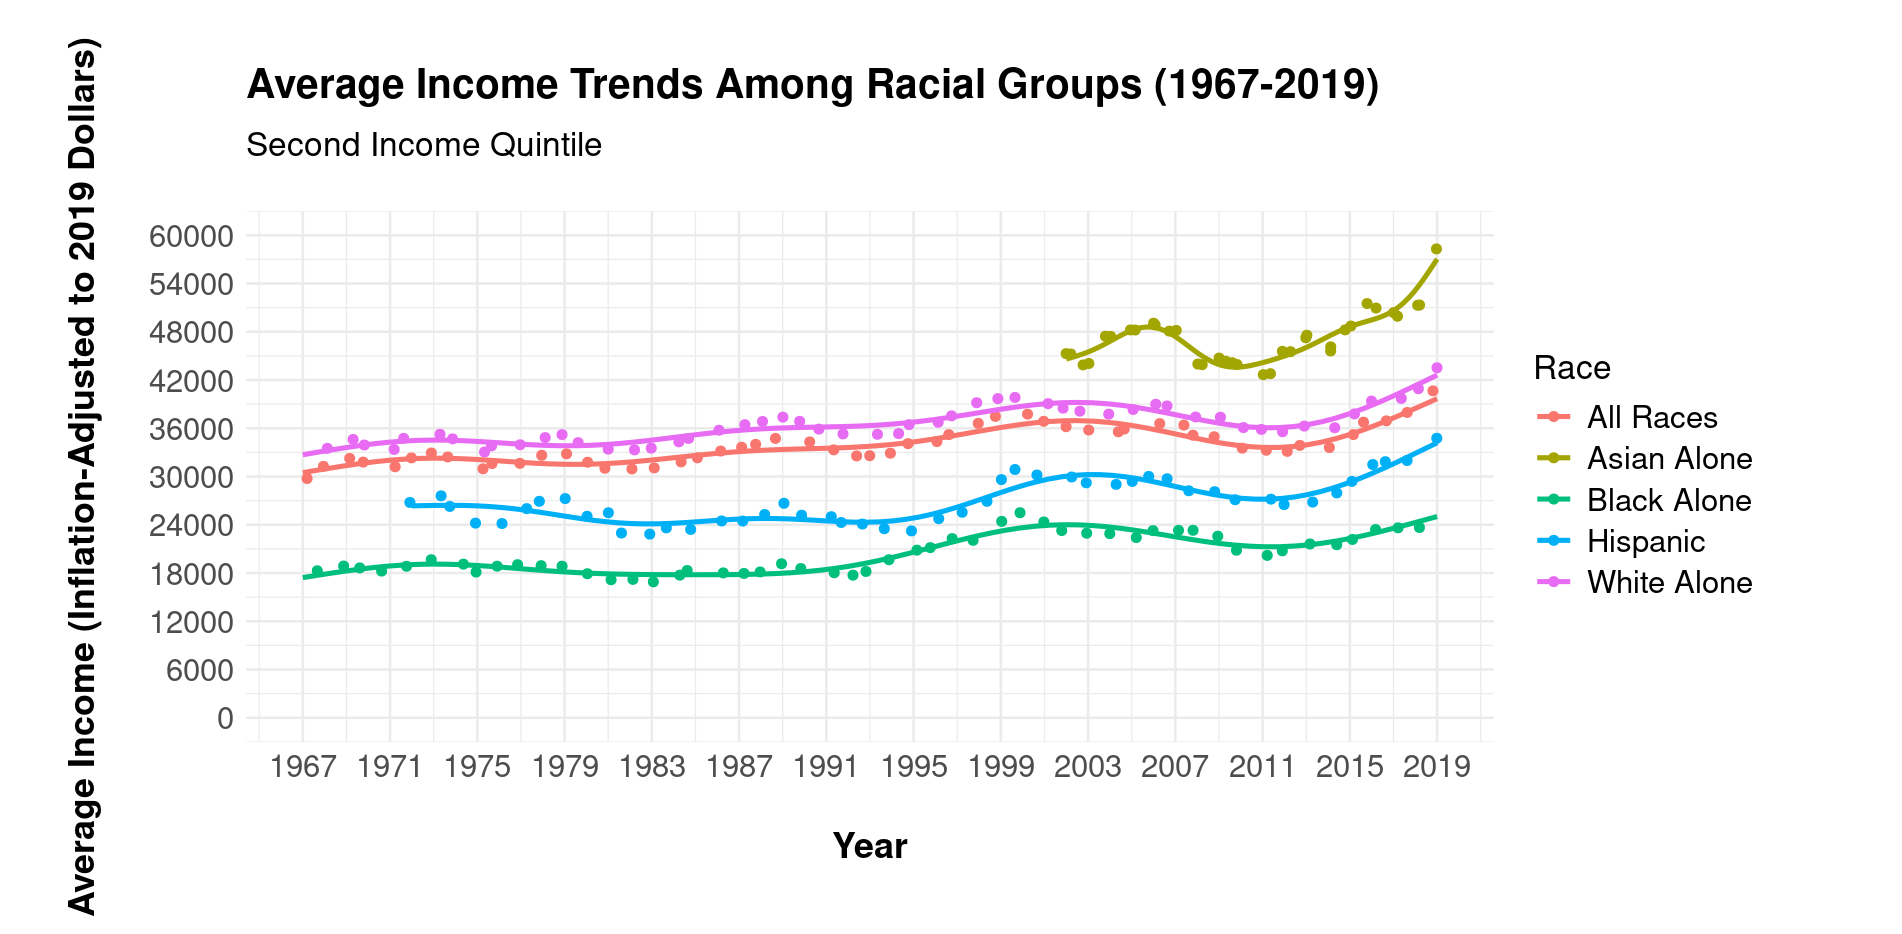 Average Income Trends Among Racial Groups (1967-2019)
Second Income Quintile
Average Income (Inflation-Adjusted to 2019 Dollars)
60000
54000
48000
42000
36000
30000
24000
18000
12000
6000
0
1967 1971 1975 1979 1983 1987 1991 1995 1999 2003 2007 2011 2015 2019
Year
Race
All Races
Asian Alone
Black Alone
Hispanic
White Alone